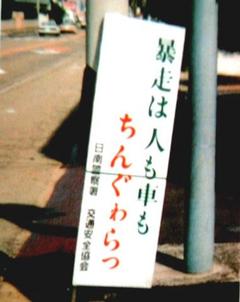 暴走は人も車も
ちんぐわらっ
日南警察署 交通安全協会